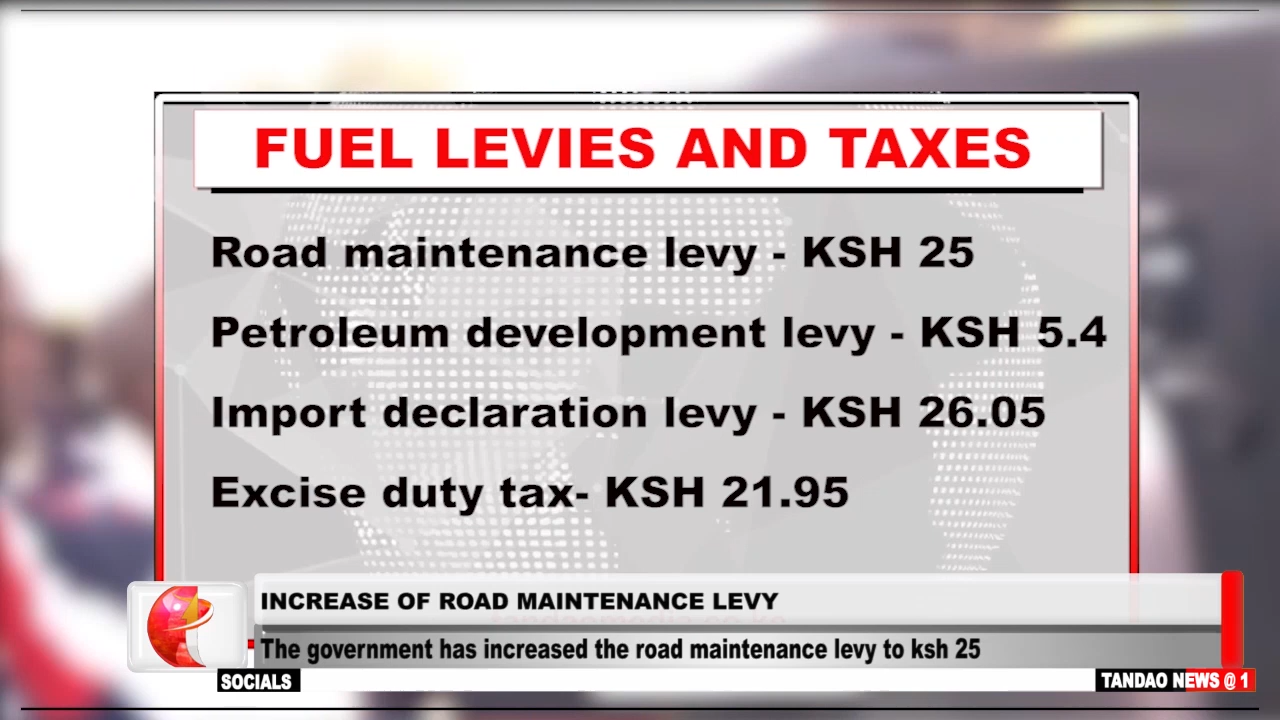 FUEL LEVIES AND TAXES
Road maintenance levy - KSH 25
Petroleum development levy - KSH 5.4
Import declaration levy - KSH 26.05
Excise duty tax- KSH 21.95
INCREASE OF ROAD MAINTENANCE LEVY
The government has increased the road maintenance levy to ksh 25
SOCIALS
TANDAO NEWS @ 1